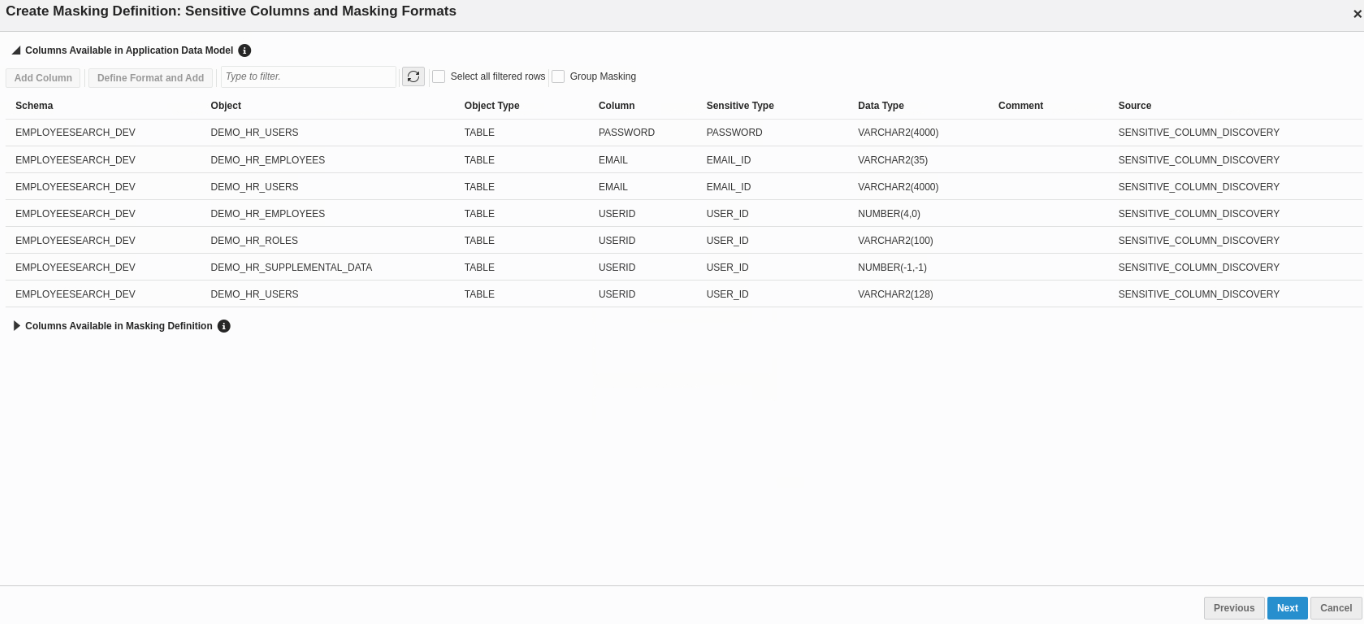 Create Masking Definition: Sensitive Columns and Masking Formats
Columns Available in Application Data Model
Add Column Define Format and Add Type to filter. Select all filtered rows Group Masking
Schema Object Object Type Column Sensitive Type Data Type Comment Source
EMPLOYEESEARCH_DEV DEMO_HR_USERS TABLE PASSWORD PASSWORD VARCHAR2(4000) SENSITIVE_COLUMN_DISCOVERY
EMPLOYEESEARCH_DEV DEMO_HR_EMPLOYEES TABLE EMAIL EMAIL_ID VARCHAR2(35) SENSITIVE_COLUMN_DISCOVERY
EMPLOYEESEARCH_DEV DEMO_HR_USERS TABLE EMAIL EMAIL_ID VARCHAR2(4000) SENSITIVE_COLUMN_DISCOVERY
EMPLOYEESEARCH_DEV DEMO_HR_EMPLOYEES TABLE USERID USER_ID NUMBER(4,0) SENSITIVE_COLUMN_DISCOVERY
EMPLOYEESEARCH_DEV DEMO_HR_ROLES TABLE USERID USER_ID VARCHAR2(100) SENSITIVE_COLUMN_DISCOVERY
EMPLOYEESEARCH_DEV DEMO_HR_SUPPLEMENTAL_DATA TABLE USERID USER_ID NUMBER(-1,-1) SENSITIVE_COLUMN_DISCOVERY
EMPLOYEESEARCH_DEV DEMO_HR_USERS TABLE USERID USER_ID VARCHAR2(128) SENSITIVE_COLUMN_DISCOVERY
Columns Available in Masking Definition
Previous Next Cancel